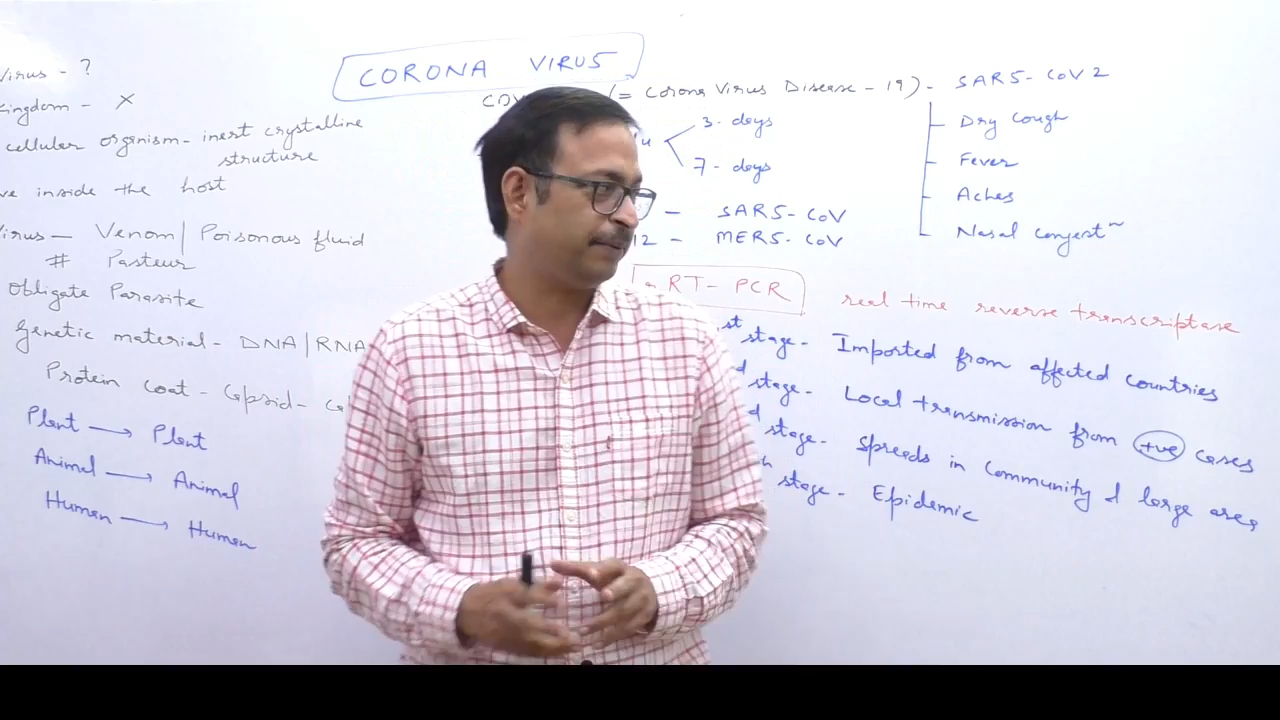 CORONA VIRUS
Virus - ?
Kingdom - X
cellular organism - inert crystalline
structure
inside the host
Virus - Venom | Poisonous fluid
# Pasteur
Obligate Parasite
Genetic material - DNA | RNA
Protein coat - Capsid -
Plant → Plant
Animal → Animal
Human → Human
(= Corona Virus Disease - 19) - SARS-COV 2
Dry Cough
Fever
Aches
Nasal congest~
3 - days
7 - days
- SARS-COV
12 - MERS-COV
RT-PCR
real time reverse transcriptase
st stage - Imported from affected countries
stage - Local transmission from +ve cases
stage - Spreads in community & large area
stage - Epidemic